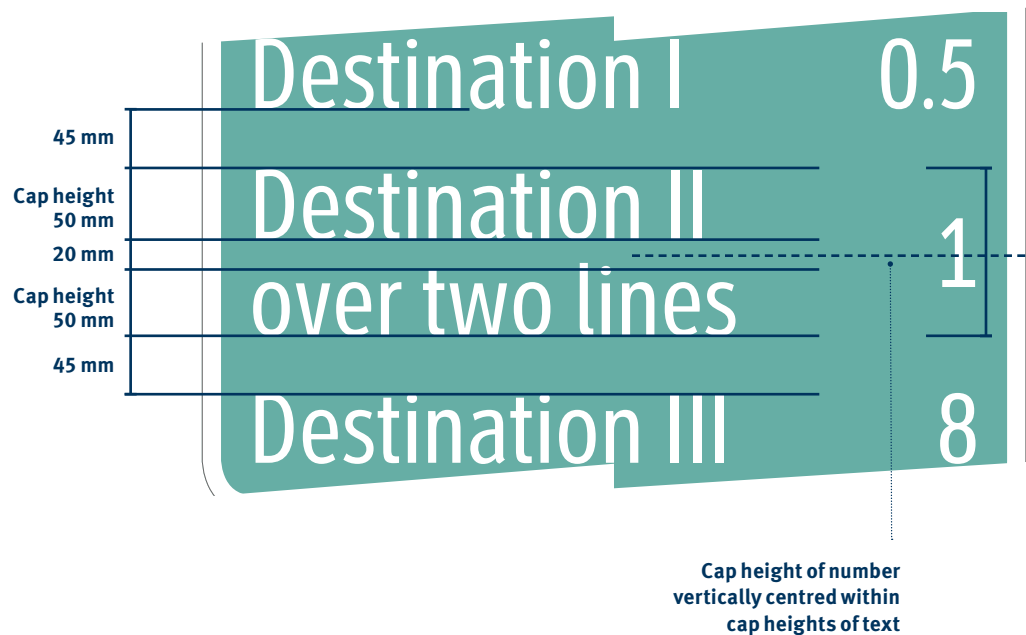 Destination I 0.5
45 mm
Cap height
50 mm
Destination II
20 mm
1
Cap height
50 mm
over two lines
45 mm
Destination III 8
Cap height of number
vertically centred within
cap heights of text